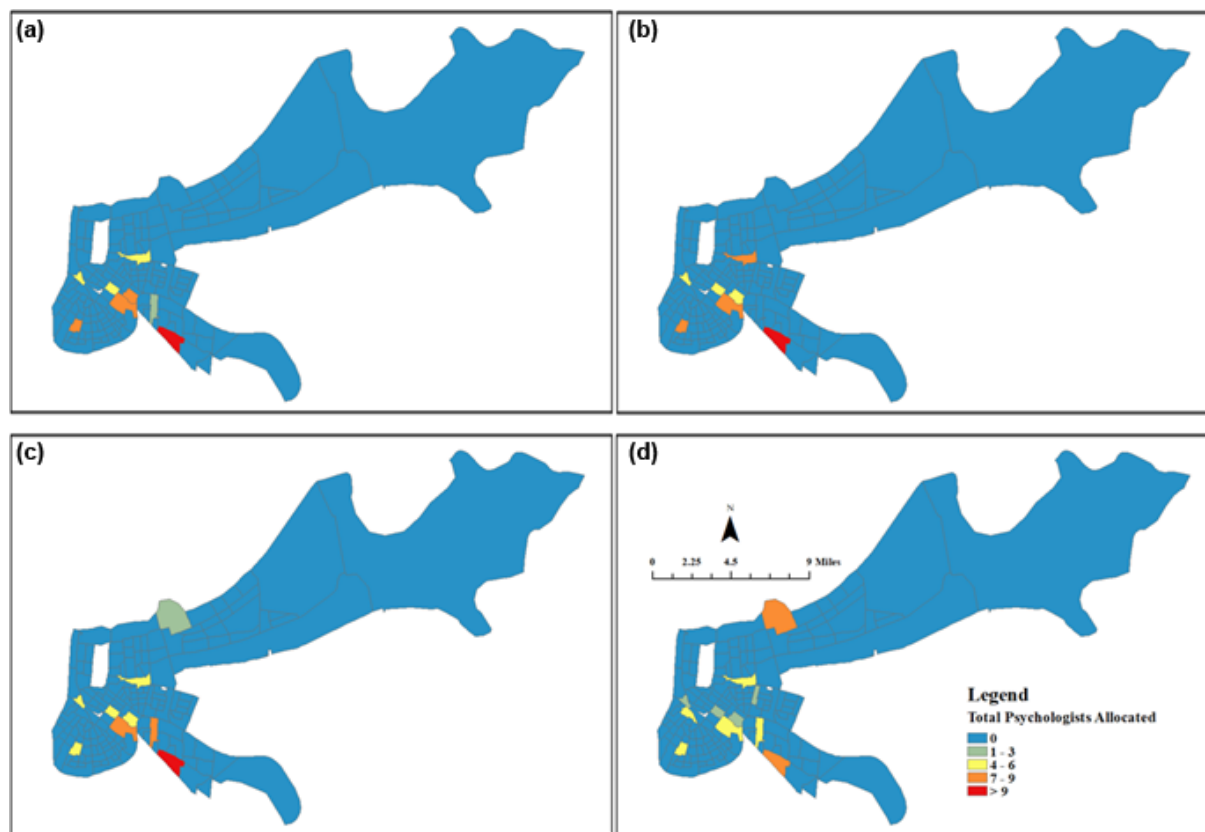 (a)
(b)
(c)
(d)
N
0 2.25 4.5 9 Miles
Legend
Total Psychologists Allocated
0
1 - 3
4 - 6
7 - 9
> 9